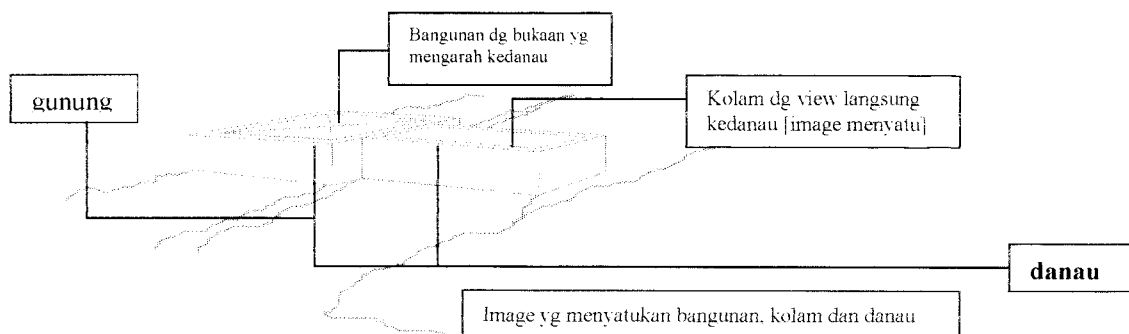 Bangunan dg bukaan yg
mengarah kedanau
gunung
Kolam dg view langsung
kedanau [image menyatu]
danau
Image yg menyatukan bangunan, kolam dan danau